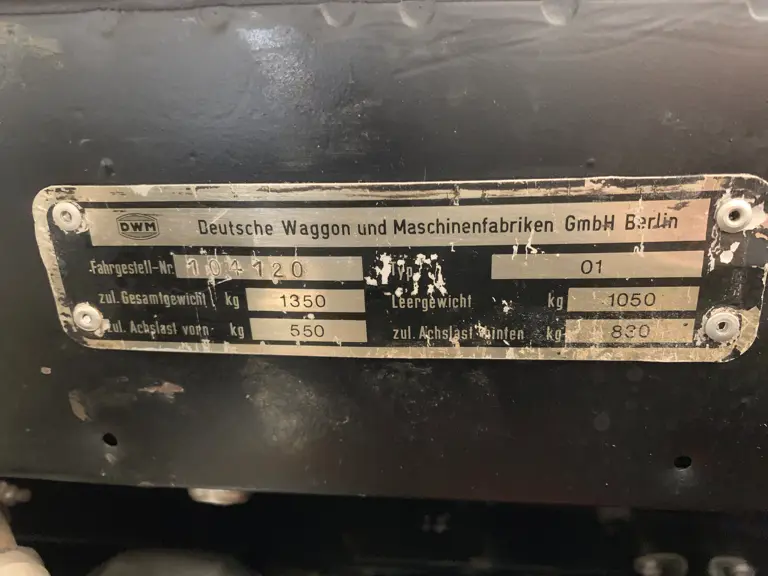 DWM Deutsche Waggon und Maschinenfabriken GmbH Berlin
Fahrgestell-Nr. 104120 Typ 01
zul. Gesamtgewicht kg 1350 Leergewicht kg 1050
zul. Achslast vorn kg 550 zul. Achslast hinten kg 830